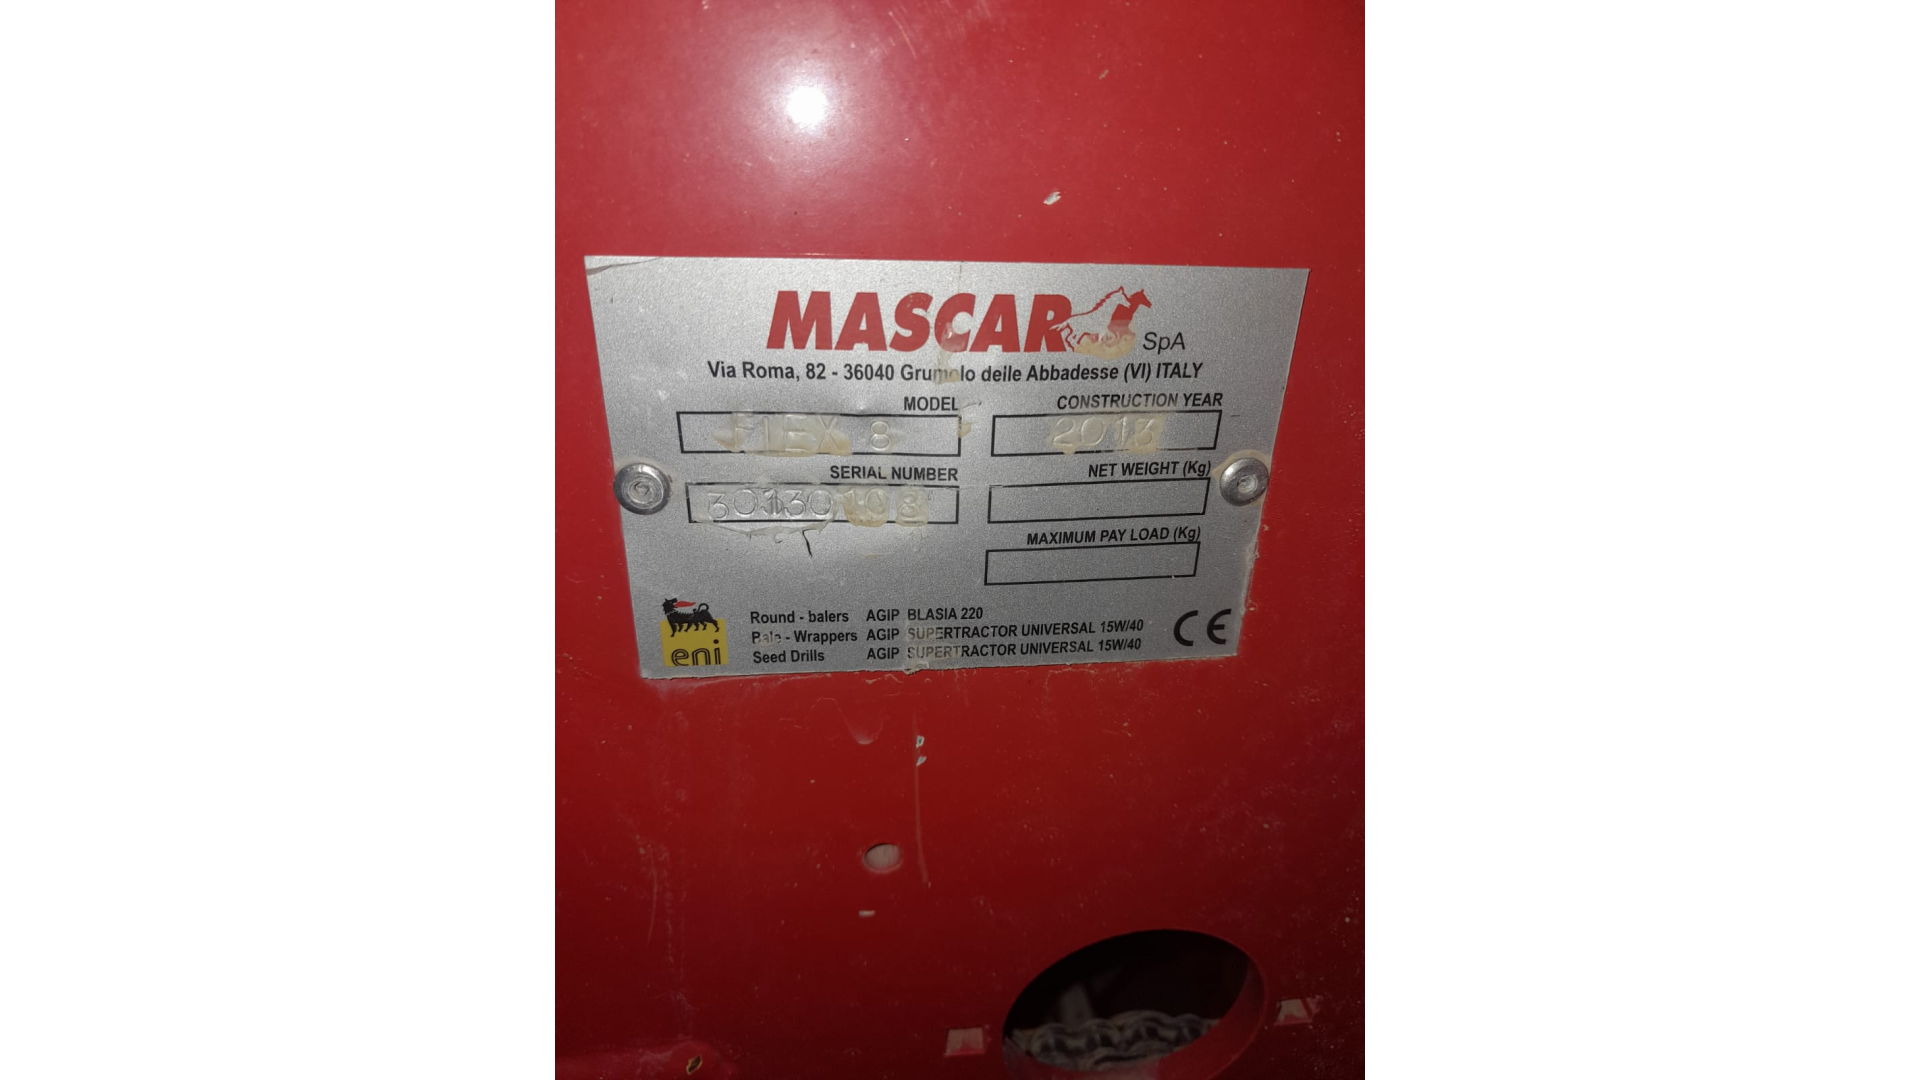 MASCAR SpA
Via Roma, 82 - 36040 Grumolo delle Abbadesse (VI) ITALY
MODEL
FLEX 8
CONSTRUCTION YEAR
2013
SERIAL NUMBER
NET WEIGHT (Kg)
MAXIMUM PAY LOAD (Kg)
eni
Round - balers AGIP BLASIA 220
Bale - Wrappers AGIP SUPERTRACTOR UNIVERSAL 15W/40
Seed Drills AGIP SUPERTRACTOR UNIVERSAL 15W/40
CE